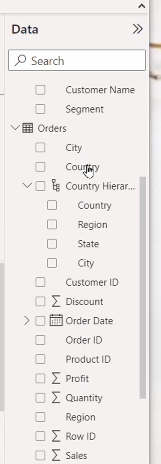 Data
Search
Customer Name
Segment
Orders
City
Country
Country Hierar...
Country
Region
State
City
Customer ID
Discount
Order Date
Order ID
Product ID
Profit
Quantity
Region
Row ID
Sales